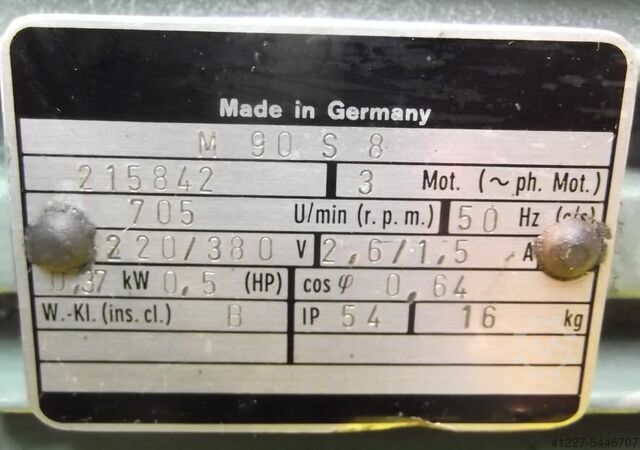 Made in Germany
M 90 S 8
215842 3 Mot. (~ ph. Mot.)
705 U/min (r. p. m.) 50 Hz (c/s)
220/380 V 2,6/1,5 A
0,37 kW 0,5 (HP) cos φ 0,64
W.-Kl. (ins. cl.) B IP 54 16 kg
41227-5446707